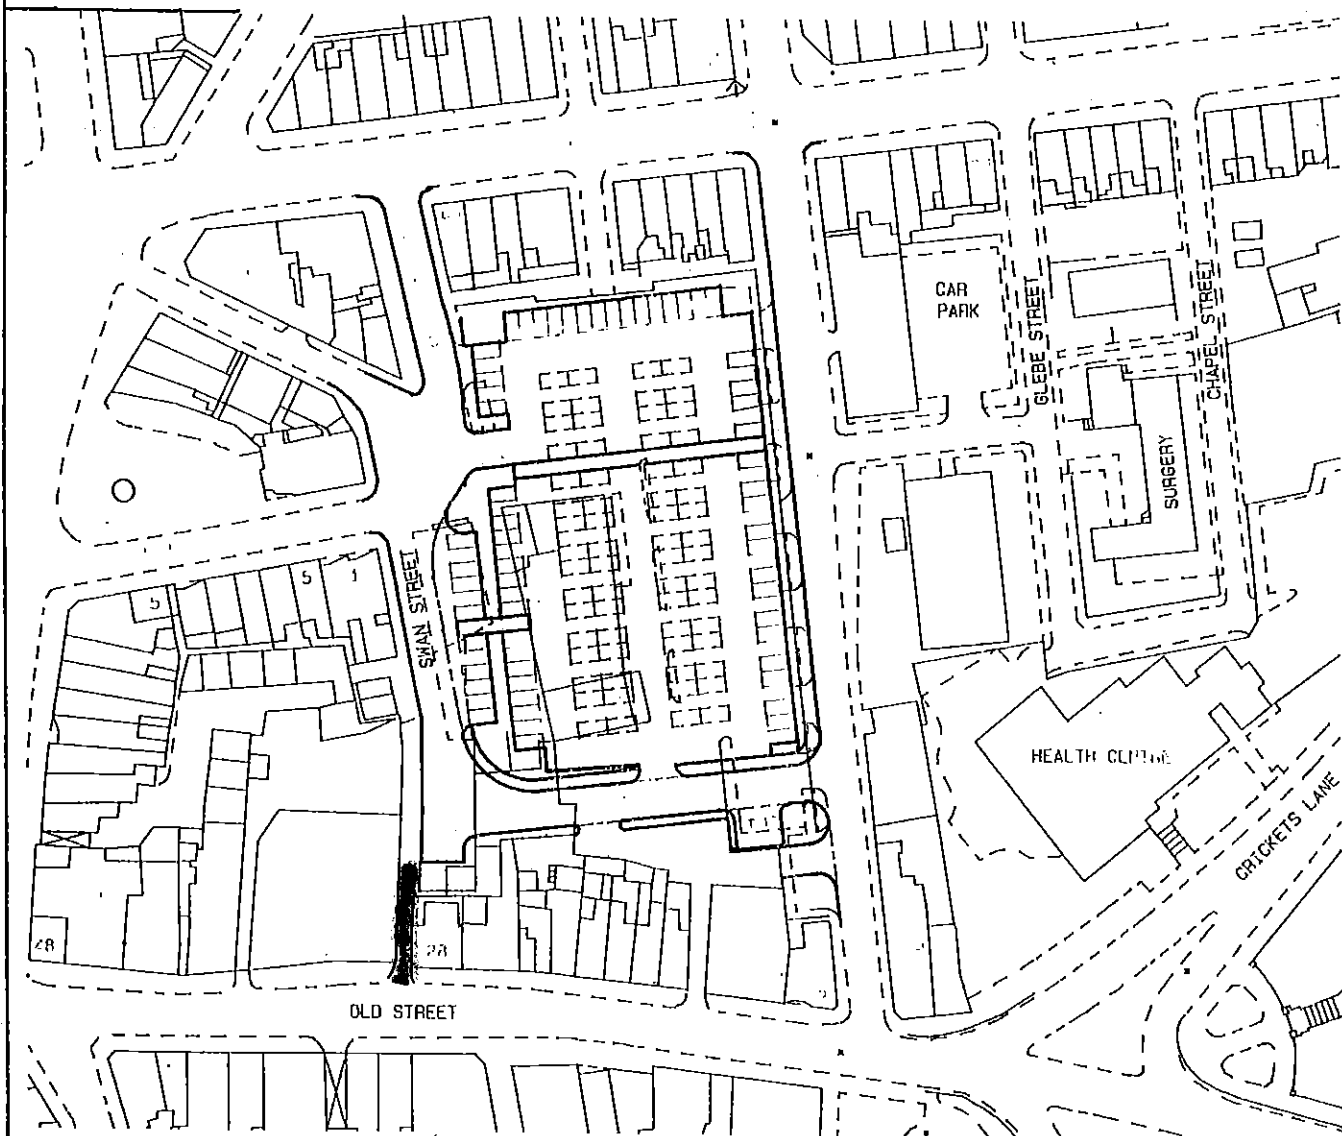 CAR
PARK
GLEBE STREET
CHAPEL STREET
SURGERY
SWAN STREET
5
5
1
HEALTH CENTRE
CRICKETS LANE
48
28
OLD STREET